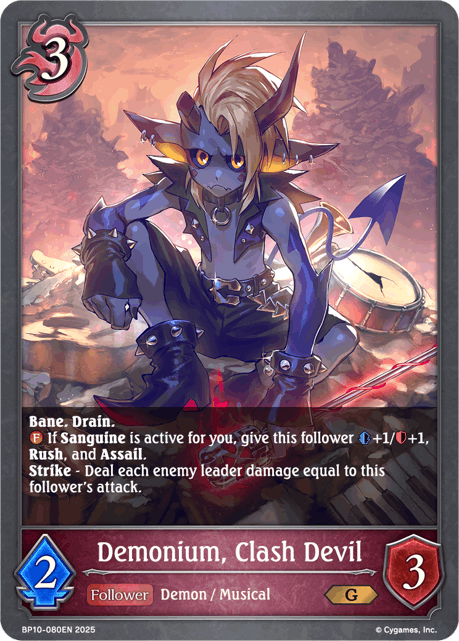 3
Bane. Drain.
F If Sanguine is active for you, give this follower +1/+1,
Rush, and Assail.
Strike - Deal each enemy leader damage equal to this
follower's attack.
Demonium, Clash Devil
2
Follower Demon / Musical
G
3
BP10-080EN 2025
© Cygames, Inc.